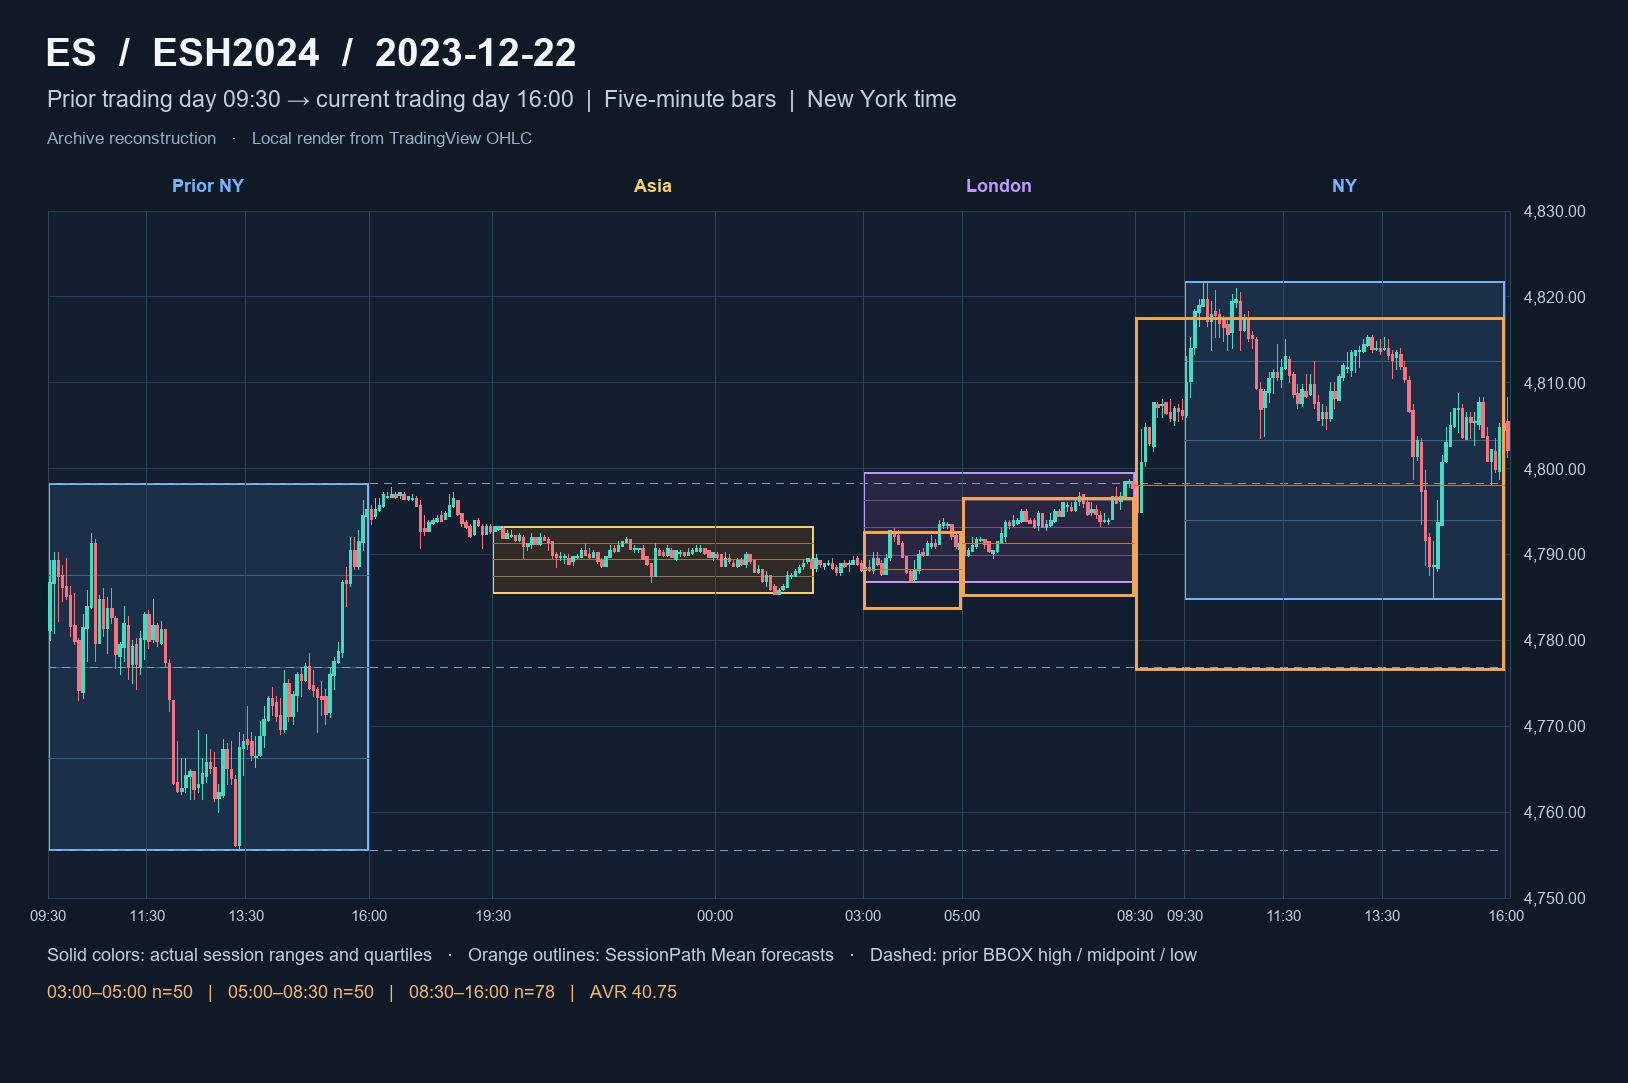 ES / ESH2024 / 2023-12-22
Prior trading day 09:30 → current trading day 16:00 | Five-minute bars | New York time
Archive reconstruction · Local render from TradingView OHLC
Prior NY Asia London NY
4,830.00
4,820.00
4,810.00
4,800.00
4,790.00
4,780.00
4,770.00
4,760.00
4,750.00
09:30 11:30 13:30 16:00 19:30 00:00 03:00 05:00 08:30 09:30 11:30 13:30 16:00
Solid colors: actual session ranges and quartiles · Orange outlines: SessionPath Mean forecasts · Dashed: prior BBOX high / midpoint / low
03:00–05:00 n=50 | 05:00–08:30 n=50 | 08:30–16:00 n=78 | AVR 40.75